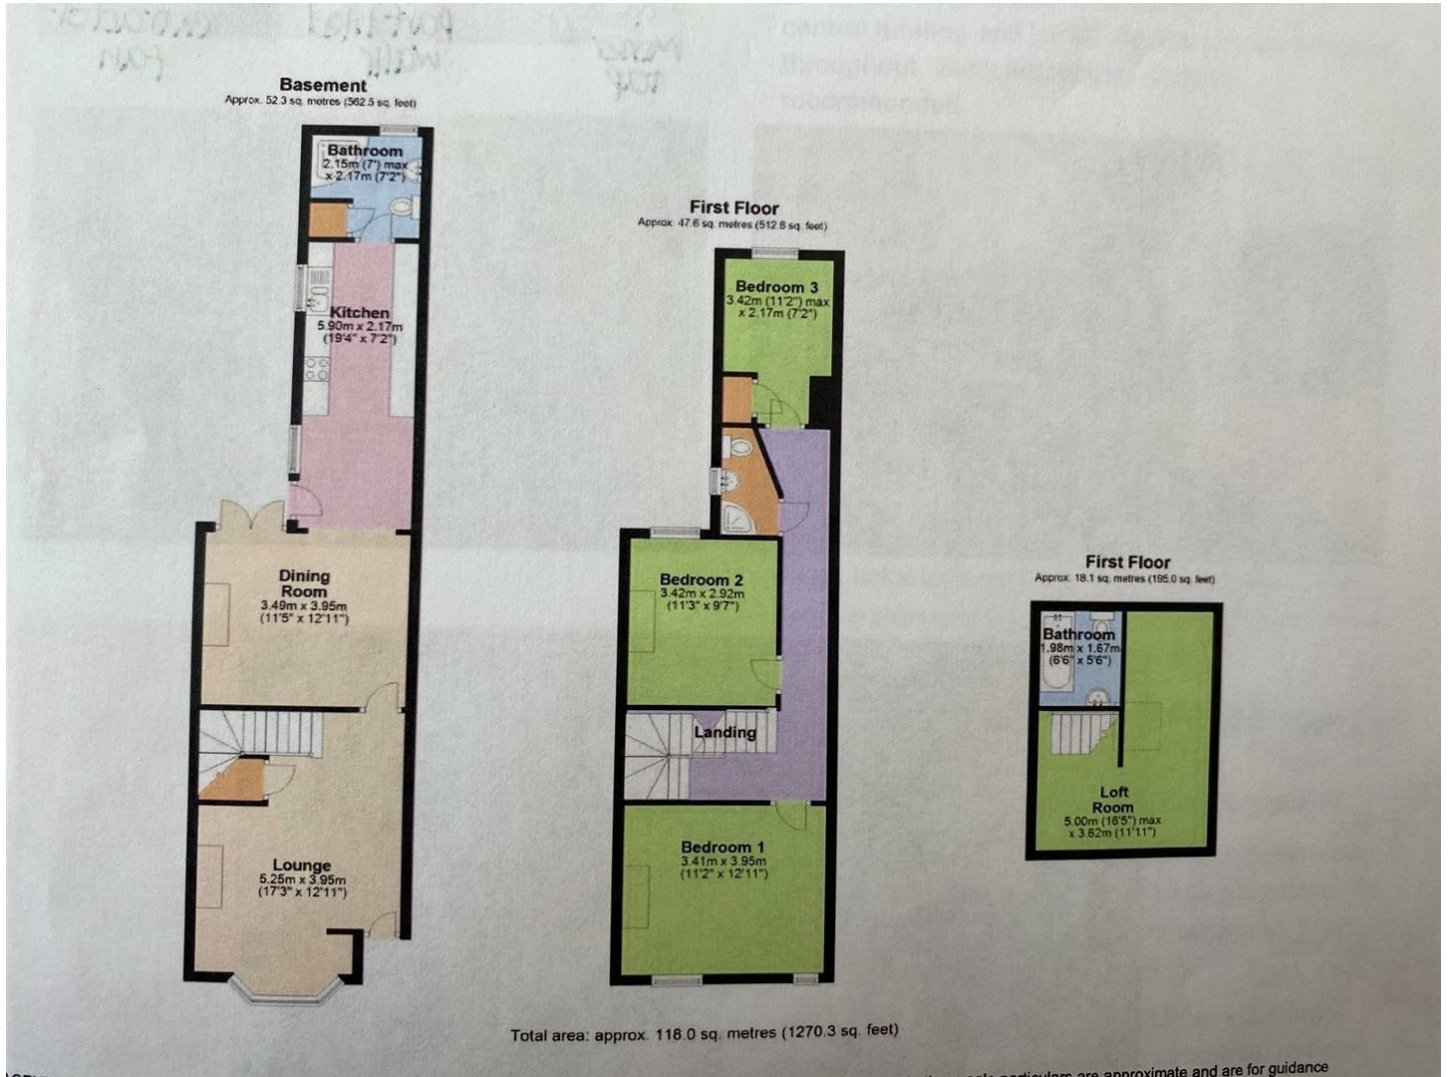 central heating and
throughout.
recommended.
Basement
Approx. 52.3 sq. metres (562.5 sq. feet)
Bathroom
2.15m (7') max
x 2.17m (7'2")
Kitchen
5.90m x 2.17m
(19'4" x 7'2")
Dining
Room
3.49m x 3.95m
(11'5" x 12'11")
Lounge
5.25m x 3.95m
(17'3" x 12'11")
First Floor
Approx. 47.6 sq. metres (512.8 sq. feet)
Bedroom 3
3.42m (11'2") max
x 2.17m (7'2")
Bedroom 2
3.42m x 2.92m
(11'3" x 9'7")
Landing
Bedroom 1
3.41m x 3.95m
(11'2" x 12'11")
First Floor
Approx. 18.1 sq. metres (195.0 sq. feet)
Bathroom
1.98m x 1.67m
(6'6" x 5'6")
Loft
Room
5.00m (16'5") max
x 3.62m (11'11")
Total area: approx. 118.0 sq. metres (1270.3 sq. feet)
particulars are approximate and are for guidance